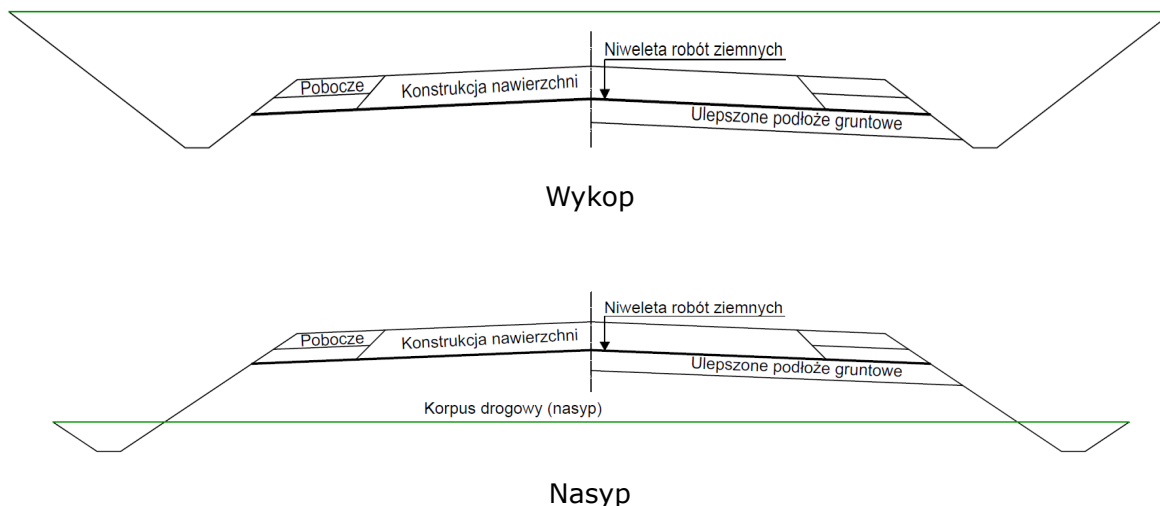 Niweleta robót ziemnych
Pobocze
Konstrukcja nawierzchni
Ulepszone podłoże gruntowe
Wykop
Niweleta robót ziemnych
Pobocze
Konstrukcja nawierzchni
Ulepszone podłoże gruntowe
Korpus drogowy (nasyp)
Nasyp